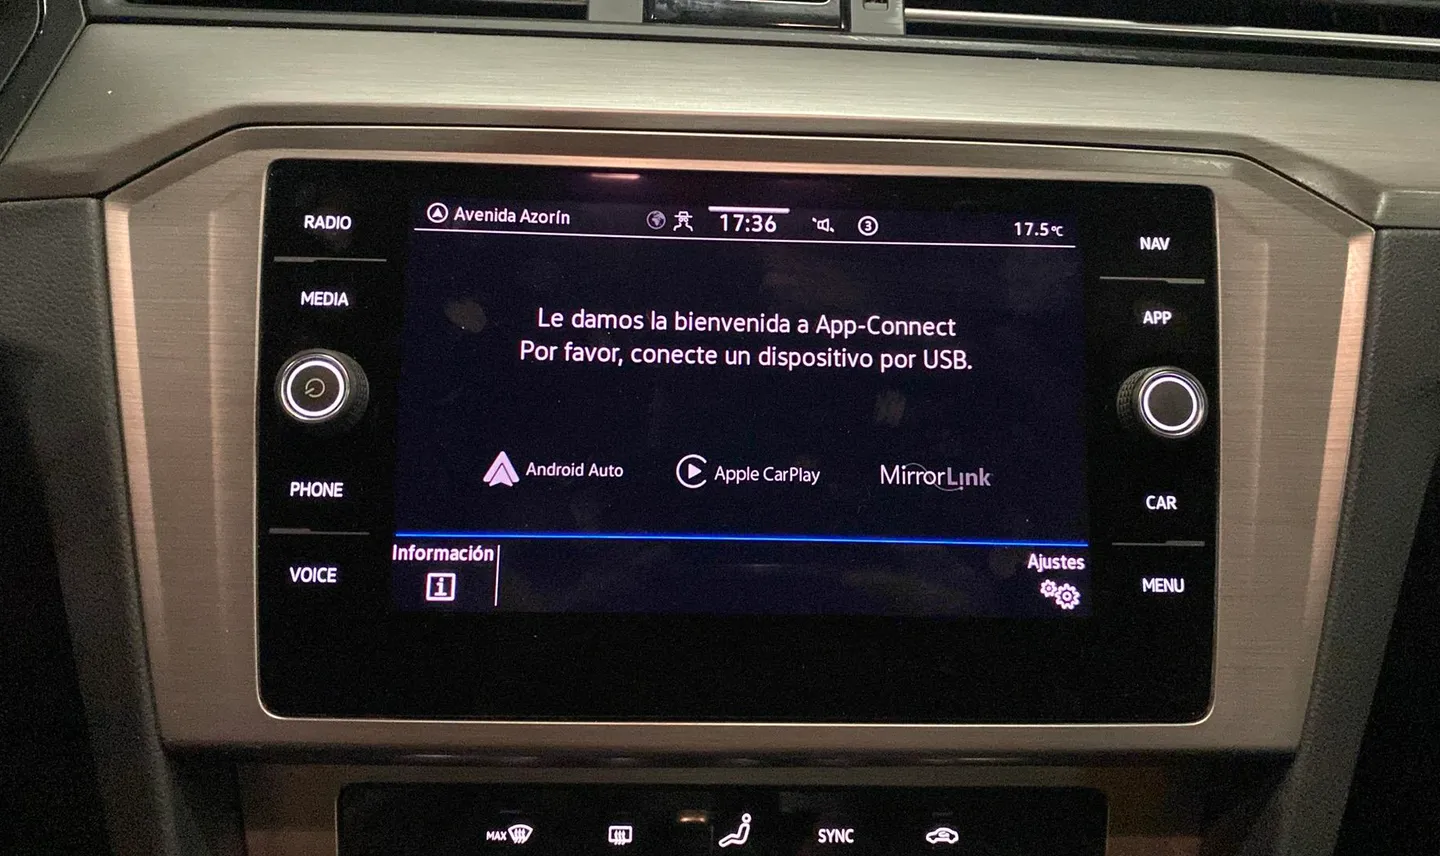 RADIO
MEDIA
PHONE
VOICE
Avenida Azorín
17:36
3
17.5°C
Le damos la bienvenida a App-Connect
Por favor, conecte un dispositivo por USB.
Android Auto
Apple CarPlay
MirrorLink
Información
i
Ajustes
NAV
APP
CAR
MENU
MAX
SYNC